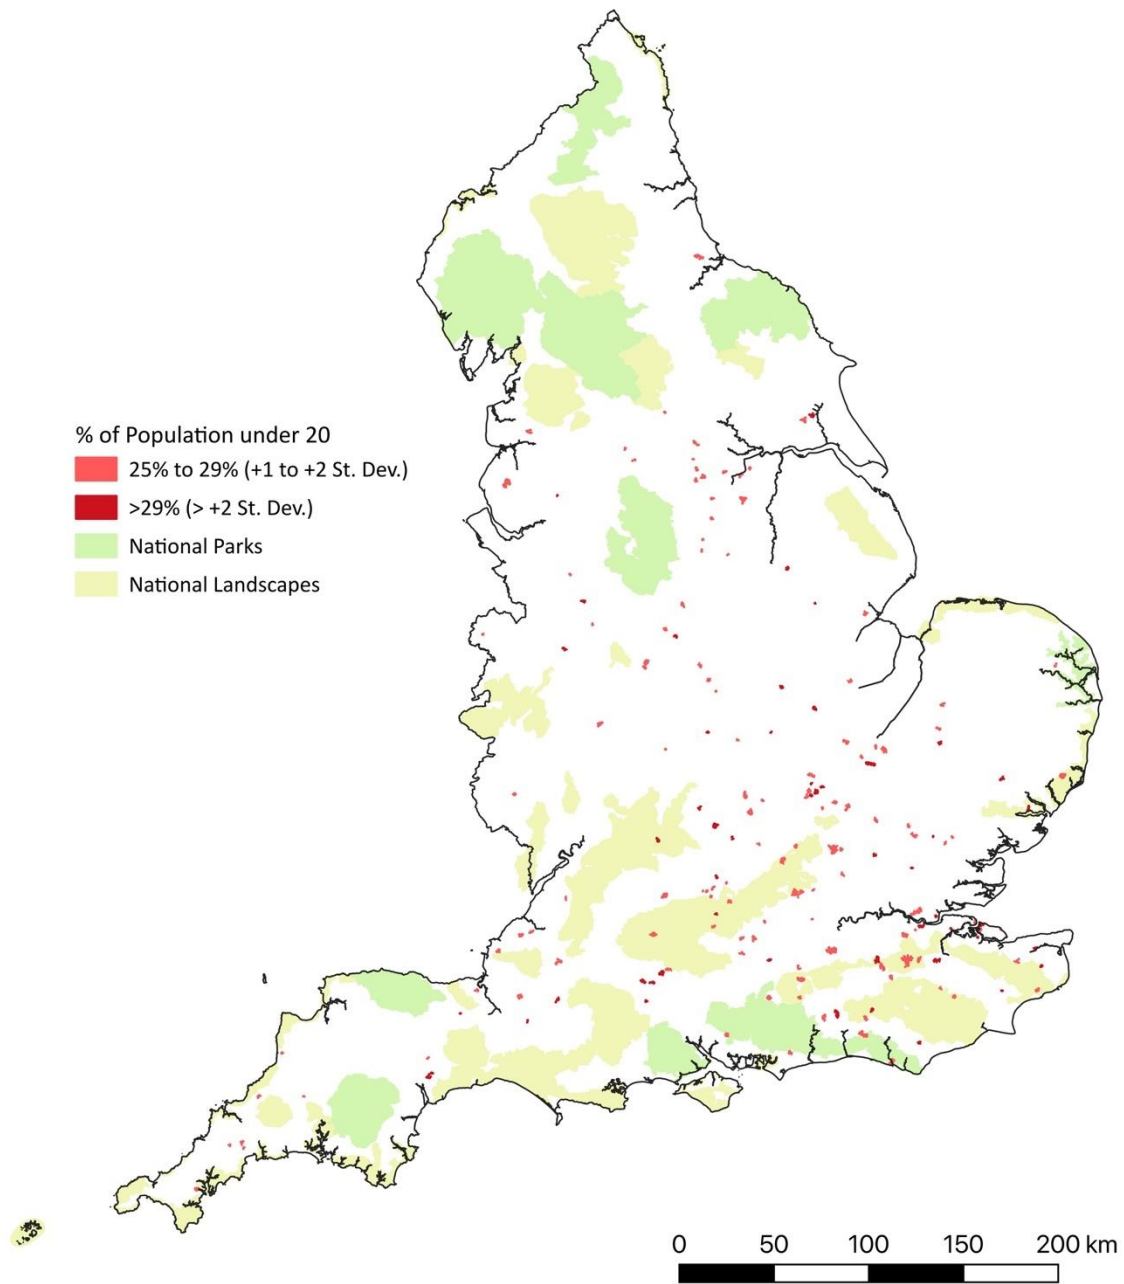 % of Population under 20
25% to 29% (+1 to +2 St. Dev.)
>29% (> +2 St. Dev.)
National Parks
National Landscapes
0 50 100 150 200 km